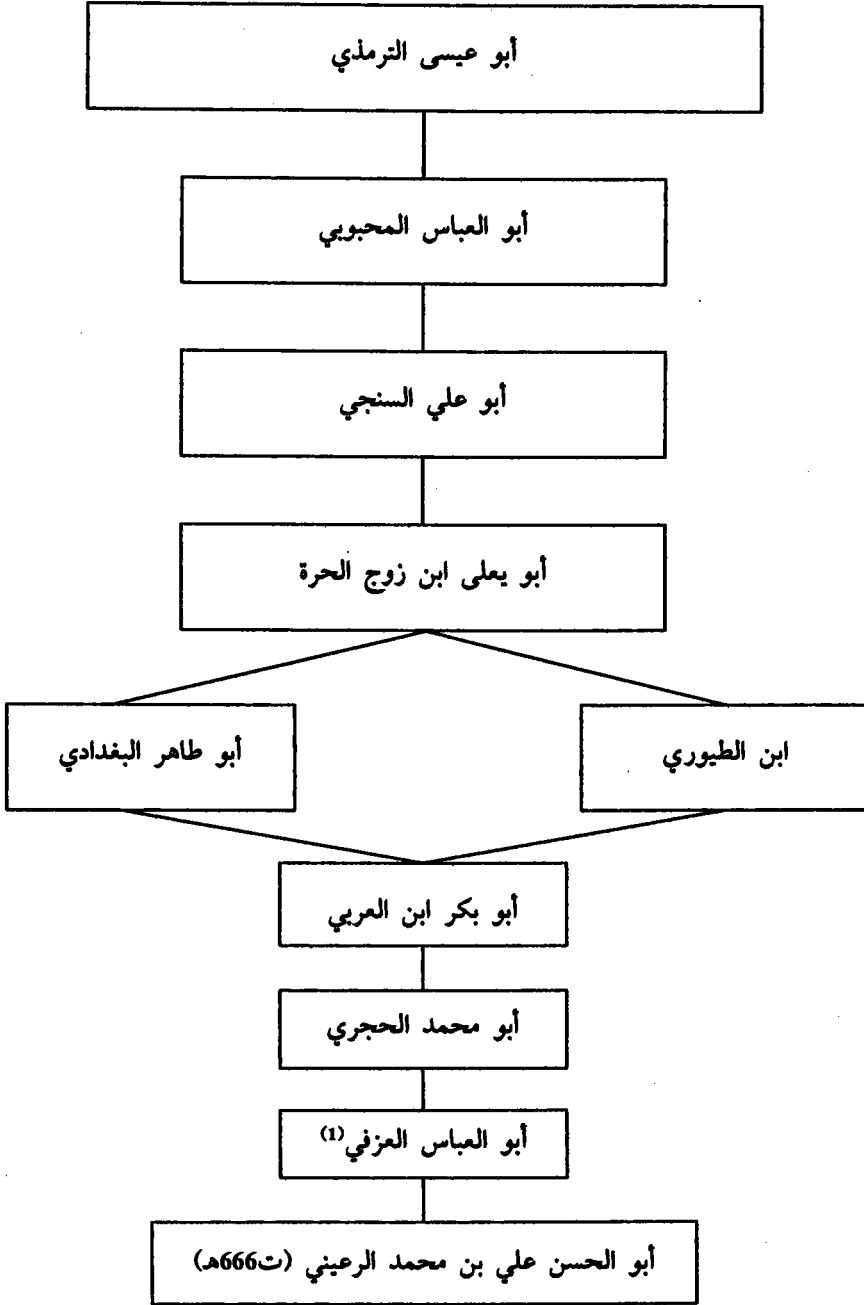 أبو عيسى الترمذي
أبو العباس المحبوبي
أبو علي السنجي
أبو يعلى ابن زوج الحرة
ابن الطيوري
أبو طاهر البغدادي
أبو بكر ابن العربي
أبو محمد الحجري
أبو العباس العزفي(1)
أبو الحسن علي بن محمد الرعيني (ت666هـ)